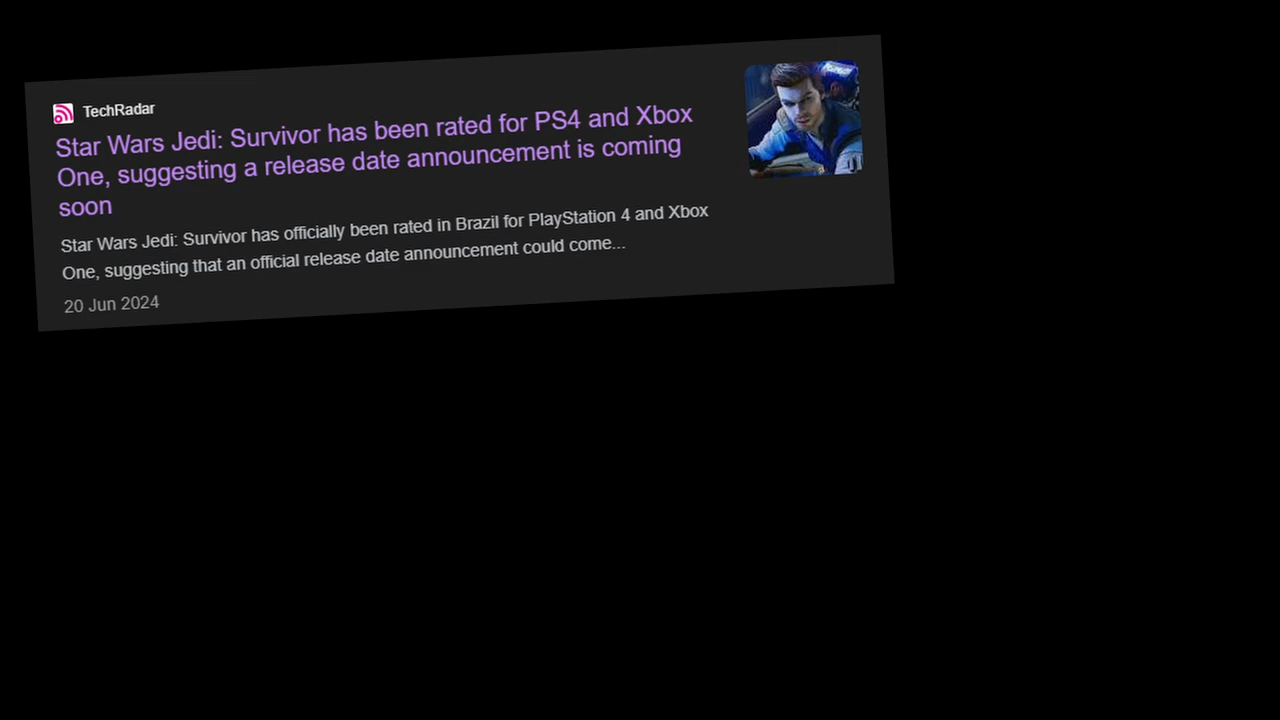 TechRadar
Star Wars Jedi: Survivor has been rated for PS4 and Xbox
One, suggesting a release date announcement is coming
soon
Star Wars Jedi: Survivor has officially been rated in Brazil for PlayStation 4 and Xbox
One, suggesting that an official release date announcement could come...
20 Jun 2024